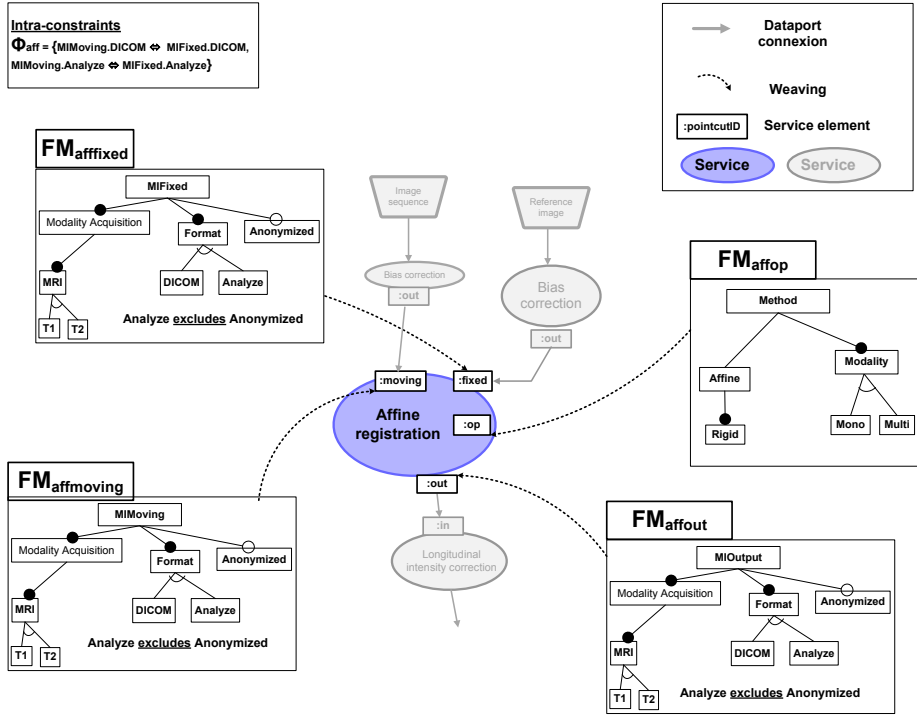 Intra-constraints
Φaff = {MIMoving.DICOM ⇔ MIFixed.DICOM,
MIMoving.Analyze ⇔ MIFixed.Analyze}
Dataport
connexion
Weaving
:pointcutID
Service element
Service
Service
FMafffixed
MIFixed
Modality Acquisition
Format
Anonymized
MRI
DICOM
Analyze
T1
T2
Analyze excludes Anonymized
Image
sequence
Reference
image
Bias correction
:out
Bias
correction
:out
:moving
:fixed
Affine
registration
:op
:out
:in
Longitudinal
intensity correction
FMaffop
Method
Affine
Modality
Rigid
Mono
Multi
FMaffmoving
MIMoving
Modality Acquisition
Format
Anonymized
MRI
DICOM
Analyze
T1
T2
Analyze excludes Anonymized
FMaffout
MIOutput
Modality Acquisition
Format
Anonymized
MRI
DICOM
Analyze
T1
T2
Analyze excludes Anonymized